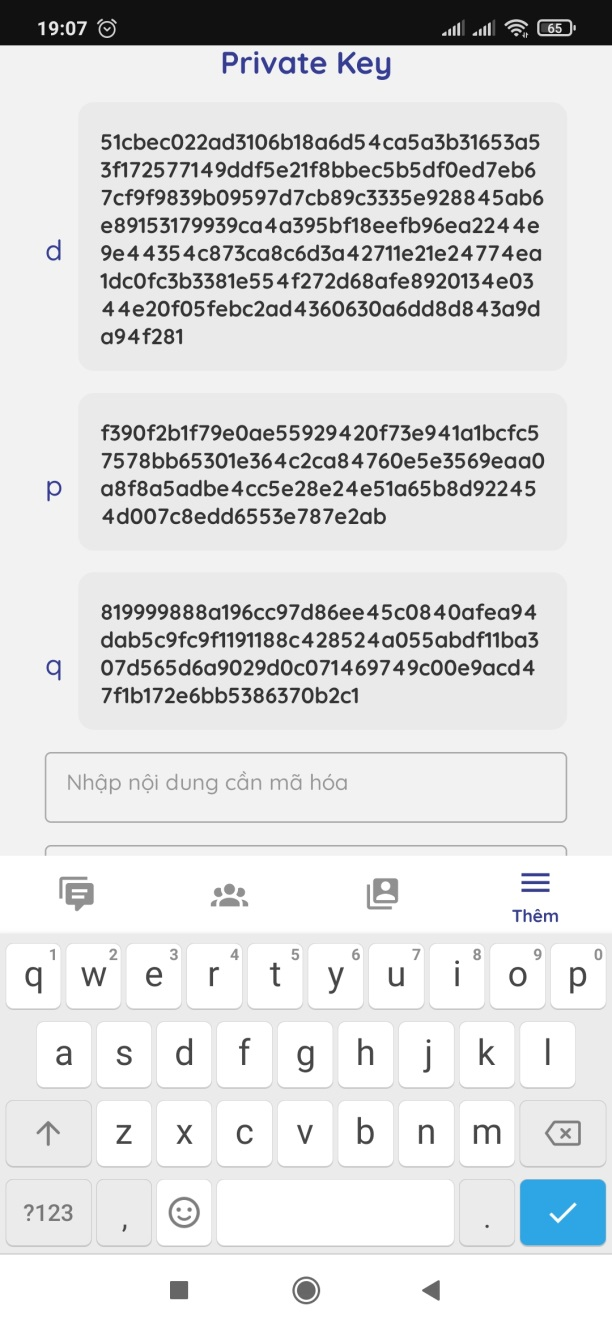 19:07
65
Private Key
51cbec022ad3106b18a6d54ca5a3b31653a5
3f172577149ddf5e21f8bbec5b5df0ed7eb6
7cf9f9839b09597d7cb89c3335e928845ab6
e89153179939ca4a395bf18eefb96ea2244e
d
9e44354c873ca8c6d3a42711e21e24774ea
1dc0fc3b3381e554f272d68afe8920134e03
44e20f05febc2ad4360630a6dd8d843a9d
a94f281
f390f2b1f79e0ae55929420f73e941a1bcfc5
7578bb65301e364c2ca84760e5e3569eaa0
p
a8f8a5adbe4cc5e28e24e51a65b8d92245
4d007c8edd6553e787e2ab
819999888a196cc97d86ee45c0840afea94
dab5c9fc9f1191188c428524a055abdf11ba3
q
07d565d6a9029d0c071469749c00e9acd4
7f1b172e6bb5386370b2c1
Nhập nội dung cần mã hóa
Thêm
1 2 3 4 5 6 7 8 9 0
q w e r t y u i o p
a s d f g h j k l
z x c v b n m
?123 , .